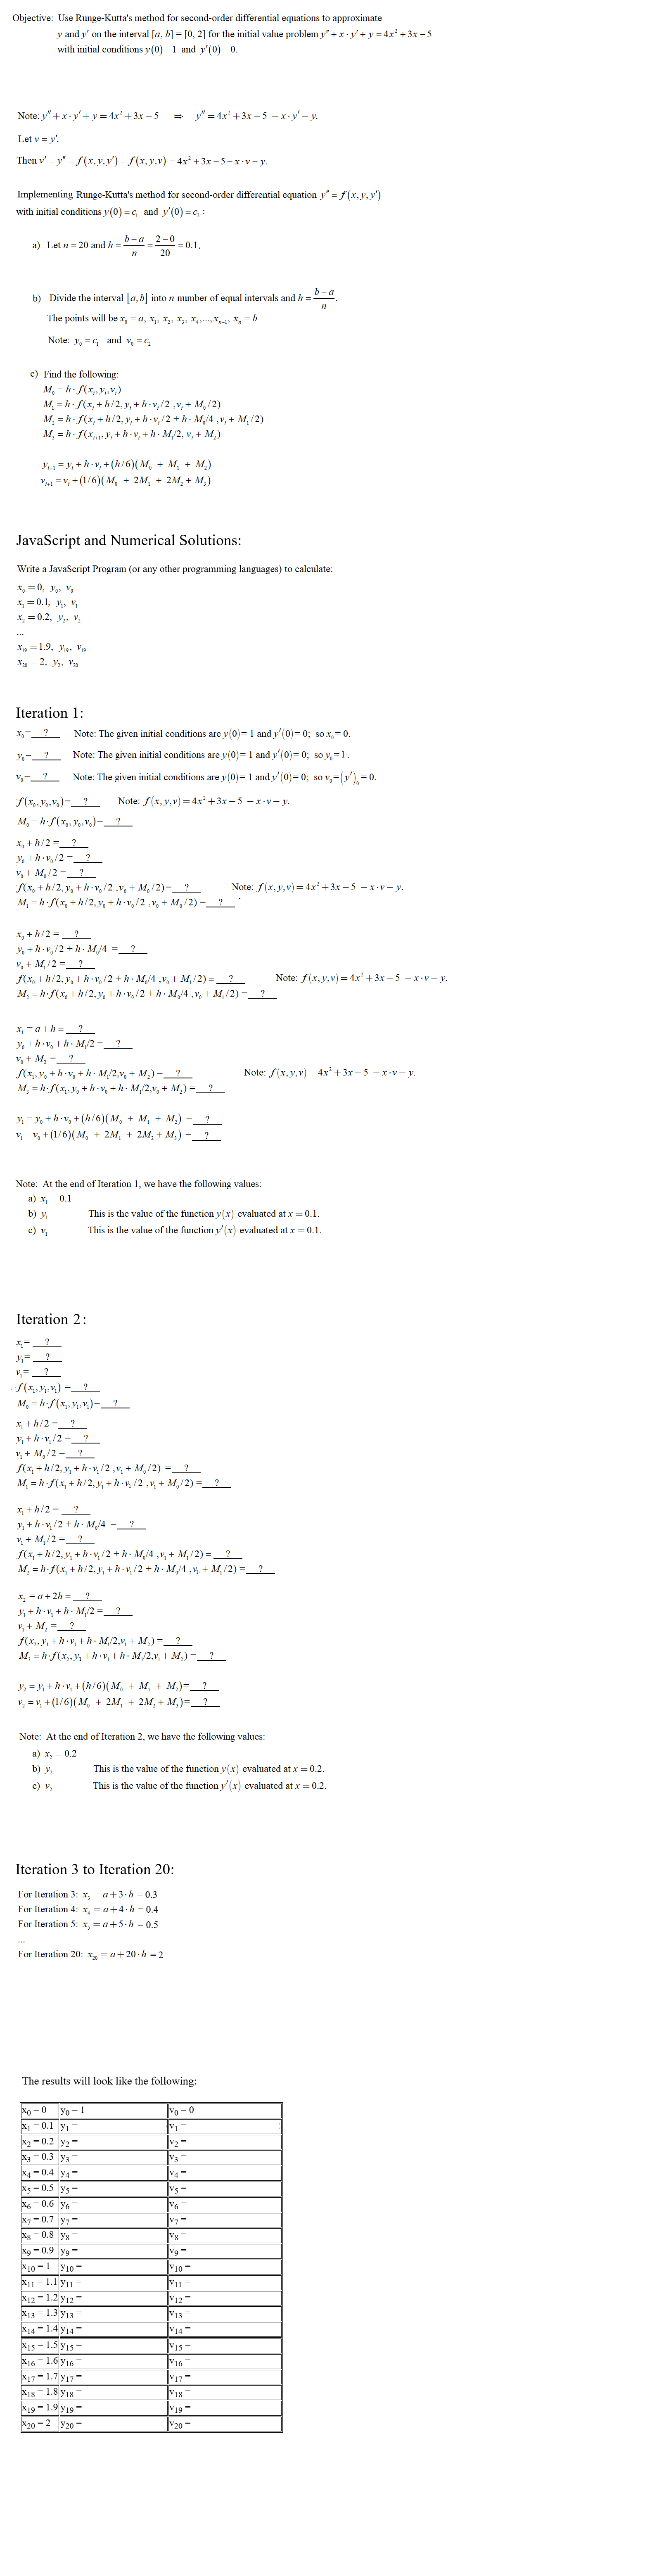 Objective: Use Runge-Kutta's method for second-order differential equations to approximate
y and y′ on the interval [a, b] = [0, 2] for the initial value problem y″ + x · y′ + y = 4x² + 3x − 5
with initial conditions y(0) = 1 and y′(0) = 0.
Note: y″ + x · y′ + y = 4x² + 3x − 5 ⇒ y″ = 4x² + 3x − 5 − x · y′ − y.
Let v = y′.
Then v′ = y″ = f(x, y, y′) = f(x, y, v) = 4x² + 3x − 5 − x · v − y.
Implementing Runge-Kutta's method for second-order differential equation y″ = f(x, y, y′)
with initial conditions y(0) = c₁ and y′(0) = c₂ :
a) Let n = 20 and h = (b − a)/n = (2 − 0)/20 = 0.1.
b) Divide the interval [a, b] into n number of equal intervals and h = (b − a)/n.
The points will be x₀ = a, x₁, x₂, x₃, x₄,..., xₙ₋₁, xₙ = b
Note: y₀ = c₁ and v₀ = c₂
c) Find the following:
M₀ = h · f(xᵢ, yᵢ, vᵢ)
M₁ = h · f(xᵢ + h/2, yᵢ + h · vᵢ/2 , vᵢ + M₀/2)
M₂ = h · f(xᵢ + h/2, yᵢ + h · vᵢ/2 + h · M₀/4 , vᵢ + M₁/2)
M₃ = h · f(xᵢ₊₁, yᵢ + h · vᵢ + h · M₁/2, vᵢ + M₂)
yᵢ₊₁ = yᵢ + h · vᵢ + (h/6)(M₀ + M₁ + M₂)
vᵢ₊₁ = vᵢ + (1/6)(M₀ + 2M₁ + 2M₂ + M₃)
JavaScript and Numerical Solutions:
Write a JavaScript Program (or any other programming languages) to calculate:
x₀ = 0, y₀, v₀
x₁ = 0.1, y₁, v₁
x₂ = 0.2, y₂, v₂
...
x₁₉ = 1.9, y₁₉, v₁₉
x₂₀ = 2, y₂, v₂₀
Iteration 1:
x₀ = ? Note: The given initial conditions are y(0) = 1 and y′(0) = 0; so x₀ = 0.
y₀ = ? Note: The given initial conditions are y(0) = 1 and y′(0) = 0; so y₀ = 1.
v₀ = ? Note: The given initial conditions are y(0) = 1 and y′(0) = 0; so v₀ = (y′)₀ = 0.
f(x₀, y₀, v₀) = ? Note: f(x, y, v) = 4x² + 3x − 5 − x · v − y.
M₀ = h · f(x₀, y₀, v₀) = ?
x₀ + h/2 = ?
y₀ + h · v₀/2 = ?
v₀ + M₀/2 = ?
f(x₀ + h/2, y₀ + h · v₀/2 , v₀ + M₀/2) = ? Note: f(x, y, v) = 4x² + 3x − 5 − x · v − y.
M₁ = h · f(x₀ + h/2, y₀ + h · v₀/2 , v₀ + M₀/2) = ?
x₀ + h/2 = ?
y₀ + h · v₀/2 + h · M₀/4 = ?
v₀ + M₁/2 = ?
f(x₀ + h/2, y₀ + h · v₀/2 + h · M₀/4 , v₀ + M₁/2) = ? Note: f(x, y, v) = 4x² + 3x − 5 − x · v − y.
M₂ = h · f(x₀ + h/2, y₀ + h · v₀/2 + h · M₀/4 , v₀ + M₁/2) = ?
x₁ = a + h = ?
y₀ + h · v₀ + h · M₁/2 = ?
v₀ + M₂ = ?
f(x₁, y₀ + h · v₀ + h · M₁/2, v₀ + M₂) = ? Note: f(x, y, v) = 4x² + 3x − 5 − x · v − y.
M₃ = h · f(x₁, y₀ + h · v₀ + h · M₁/2, v₀ + M₂) = ?
y₁ = y₀ + h · v₀ + (h/6)(M₀ + M₁ + M₂) = ?
v₁ = v₀ + (1/6)(M₀ + 2M₁ + 2M₂ + M₃) = ?
Note: At the end of Iteration 1, we have the following values:
a) x₁ = 0.1
b) y₁ This is the value of the function y(x) evaluated at x = 0.1.
c) v₁ This is the value of the function y′(x) evaluated at x = 0.1.
Iteration 2:
x₁ = ?
y₁ = ?
v₁ = ?
f(x₁, y₁, v₁) = ?
M₀ = h · f(x₁, y₁, v₁) = ?
x₁ + h/2 = ?
y₁ + h · v₁/2 = ?
v₁ + M₀/2 = ?
f(x₁ + h/2, y₁ + h · v₁/2 , v₁ + M₀/2) = ?
M₁ = h · f(x₁ + h/2, y₁ + h · v₁/2 , v₁ + M₀/2) = ?
x₁ + h/2 = ?
y₁ + h · v₁/2 + h · M₀/4 = ?
v₁ + M₁/2 = ?
f(x₁ + h/2, y₁ + h · v₁/2 + h · M₀/4 , v₁ + M₁/2) = ?
M₂ = h · f(x₁ + h/2, y₁ + h · v₁/2 + h · M₀/4 , v₁ + M₁/2) = ?
x₂ = a + 2h = ?
y₁ + h · v₁ + h · M₁/2 = ?
v₁ + M₂ = ?
f(x₂, y₁ + h · v₁ + h · M₁/2, v₁ + M₂) = ?
M₃ = h · f(x₂, y₁ + h · v₁ + h · M₁/2, v₁ + M₂) = ?
y₂ = y₁ + h · v₁ + (h/6)(M₀ + M₁ + M₂) = ?
v₂ = v₁ + (1/6)(M₀ + 2M₁ + 2M₂ + M₃) = ?
Note: At the end of Iteration 2, we have the following values:
a) x₂ = 0.2
b) y₂ This is the value of the function y(x) evaluated at x = 0.2.
c) v₂ This is the value of the function y′(x) evaluated at x = 0.2.
Iteration 3 to Iteration 20:
For Iteration 3: x₃ = a + 3 · h = 0.3
For Iteration 4: x₄ = a + 4 · h = 0.4
For Iteration 5: x₅ = a + 5 · h = 0.5
...
For Iteration 20: x₂₀ = a + 20 · h = 2
The results will look like the following:
x₀ = 0 y₀ = 1 v₀ = 0
x₁ = 0.1 y₁ = v₁ =
x₂ = 0.2 y₂ = v₂ =
x₃ = 0.3 y₃ = v₃ =
x₄ = 0.4 y₄ = v₄ =
x₅ = 0.5 y₅ = v₅ =
x₆ = 0.6 y₆ = v₆ =
x₇ = 0.7 y₇ = v₇ =
x₈ = 0.8 y₈ = v₈ =
x₉ = 0.9 y₉ = v₉ =
x₁₀ = 1 y₁₀ = v₁₀ =
x₁₁ = 1.1 y₁₁ = v₁₁ =
x₁₂ = 1.2 y₁₂ = v₁₂ =
x₁₃ = 1.3 y₁₃ = v₁₃ =
x₁₄ = 1.4 y₁₄ = v₁₄ =
x₁₅ = 1.5 y₁₅ = v₁₅ =
x₁₆ = 1.6 y₁₆ = v₁₆ =
x₁₇ = 1.7 y₁₇ = v₁₇ =
x₁₈ = 1.8 y₁₈ = v₁₈ =
x₁₉ = 1.9 y₁₉ = v₁₉ =
x₂₀ = 2 y₂₀ = v₂₀ =